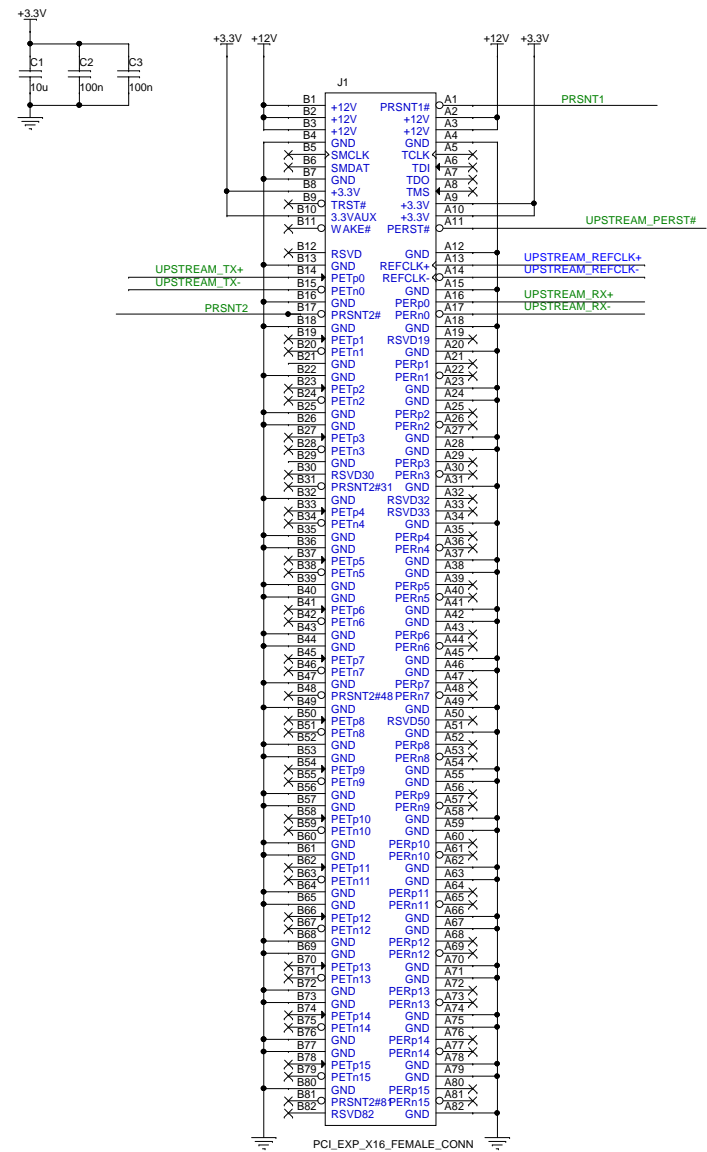 +3.3V
C1
10u
C2
100n
C3
100n
+3.3V +12V
+12V +3.3V
J1
B1 +12V PRSNT1# A1 PRSNT1
B2 +12V +12V A2
B3 +12V +12V A3
B4 GND GND A4
B5 SMCLK TCLK A5
B6 SMDAT TDI A6
B7 GND TDO A7
B8 +3.3V TMS A8
B9 TRST# +3.3V A9
B10 3.3VAUX +3.3V A10
B11 WAKE# PERST# A11 UPSTREAM_PERST#
B12 RSVD GND A12
B13 GND REFCLK+ A13 UPSTREAM_REFCLK+
UPSTREAM_TX+ B14 PETp0 REFCLK- A14 UPSTREAM_REFCLK-
UPSTREAM_TX- B15 PETn0 GND A15
B16 GND PERp0 A16 UPSTREAM_RX+
PRSNT2 B17 PRSNT2# PERn0 A17 UPSTREAM_RX-
B18 GND GND A18
B19 PETp1 RSVD19 A19
B20 PETn1 GND A20
B21 GND PERp1 A21
B22 GND PERn1 A22
B23 PETp2 GND A23
B24 PETn2 GND A24
B25 GND PERp2 A25
B26 GND PERn2 A26
B27 PETp3 GND A27
B28 PETn3 GND A28
B29 GND PERp3 A29
B30 RSVD30 PERn3 A30
B31 PRSNT2#31 GND A31
B32 GND RSVD32 A32
B33 PETp4 RSVD33 A33
B34 PETn4 GND A34
B35 GND PERp4 A35
B36 GND PERn4 A36
B37 PETp5 GND A37
B38 PETn5 GND A38
B39 GND PERp5 A39
B40 GND PERn5 A40
B41 PETp6 GND A41
B42 PETn6 GND A42
B43 GND PERp6 A43
B44 GND PERn6 A44
B45 PETp7 GND A45
B46 PETn7 GND A46
B47 GND PERp7 A47
B48 PRSNT2#48 PERn7 A48
B49 GND GND A49
B50 PETp8 RSVD50 A50
B51 PETn8 GND A51
B52 GND PERp8 A52
B53 GND PERn8 A53
B54 PETp9 GND A54
B55 PETn9 GND A55
B56 GND PERp9 A56
B57 GND PERn9 A57
B58 PETp10 GND A58
B59 PETn10 GND A59
B60 GND PERp10 A60
B61 GND PERn10 A61
B62 PETp11 GND A62
B63 PETn11 GND A63
B64 GND PERp11 A64
B65 GND PERn11 A65
B66 PETp12 GND A66
B67 PETn12 GND A67
B68 GND PERp12 A68
B69 GND PERn12 A69
B70 PETp13 GND A70
B71 PETn13 GND A71
B72 GND PERp13 A72
B73 GND PERn13 A73
B74 PETp14 GND A74
B75 PETn14 GND A75
B76 GND PERp14 A76
B77 GND PERn14 A77
B78 PETp15 GND A78
B79 PETn15 GND A79
B80 GND PERp15 A80
B81 PRSNT2#81 PERn15 A81
B82 RSVD82 GND A82
PCI_EXP_X16_FEMALE_CONN